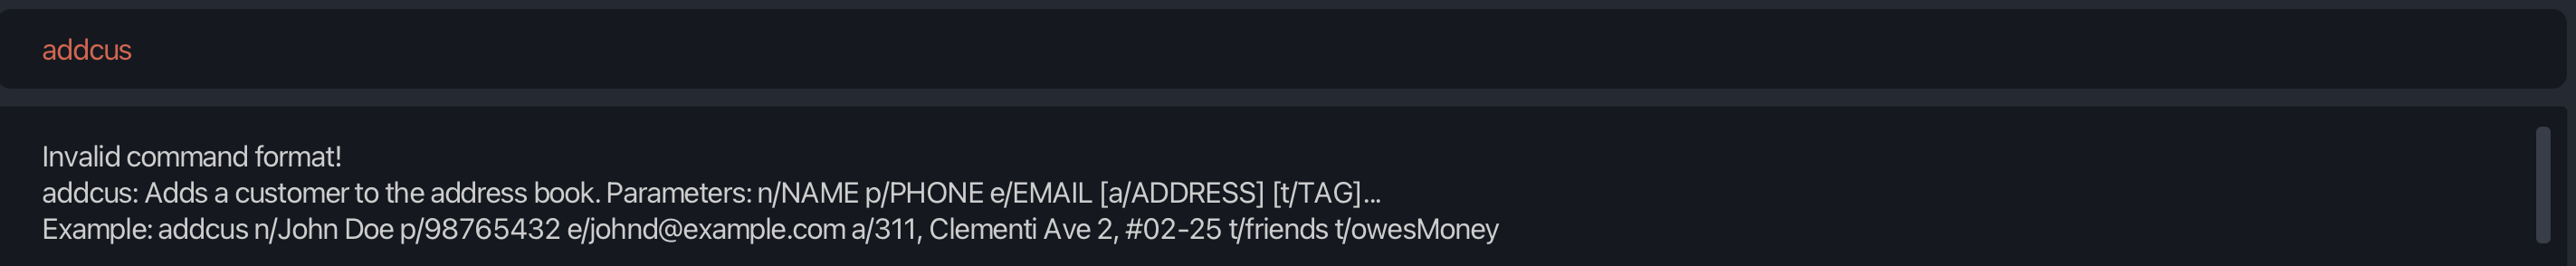 addcus
Invalid command format!
addcus: Adds a customer to the address book. Parameters: n/NAME p/PHONE e/EMAIL [a/ADDRESS] [t/TAG]...
Example: addcus n/John Doe p/98765432 e/johnd@example.com a/311, Clementi Ave 2, #02-25 t/friends t/owesMoney